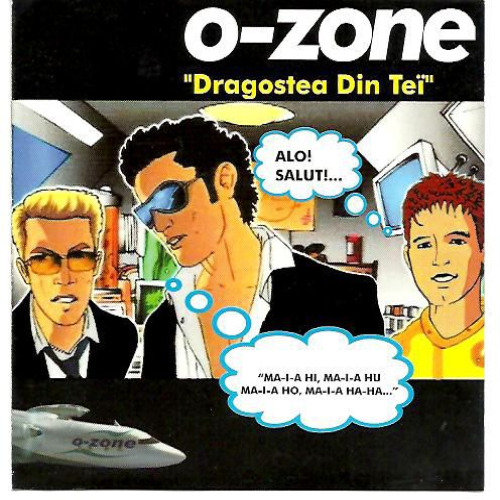 o-zone
"Dragostea Din Teï"
ALO!
SALUT!...
"MA-I-A HI, MA-I-A HU
MA-I-A HO, MA-I-A HA-HA..."
o-zone